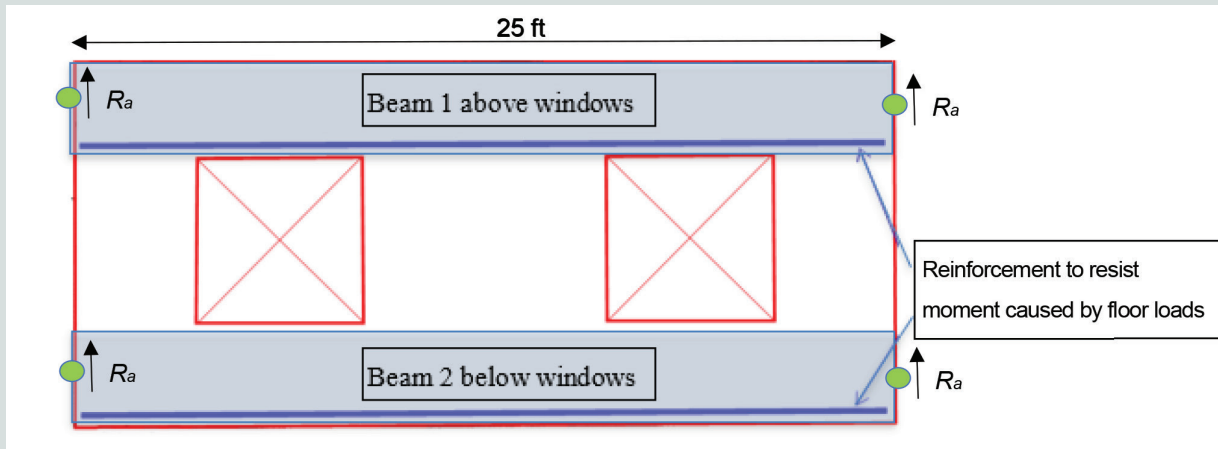 25 ft
Ra
Beam 1 above windows
Ra
Reinforcement to resist
moment caused by floor loads
Ra
Beam 2 below windows
Ra